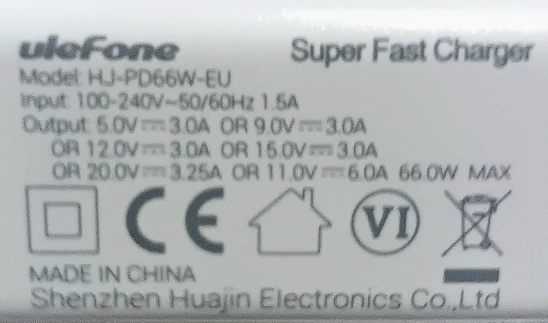 uleFone Super Fast Charger
Model: HJ-PD66W-EU
Input: 100-240V~50/60Hz 1.5A
Output: 5.0V⎓3.0A OR 9.0V⎓3.0A
OR 12.0V⎓3.0A OR 15.0V⎓3.0A
OR 20.0V⎓3.25A OR 11.0V⎓6.0A 66.0W MAX
CE VI
MADE IN CHINA
Shenzhen Huajin Electronics Co.,Ltd